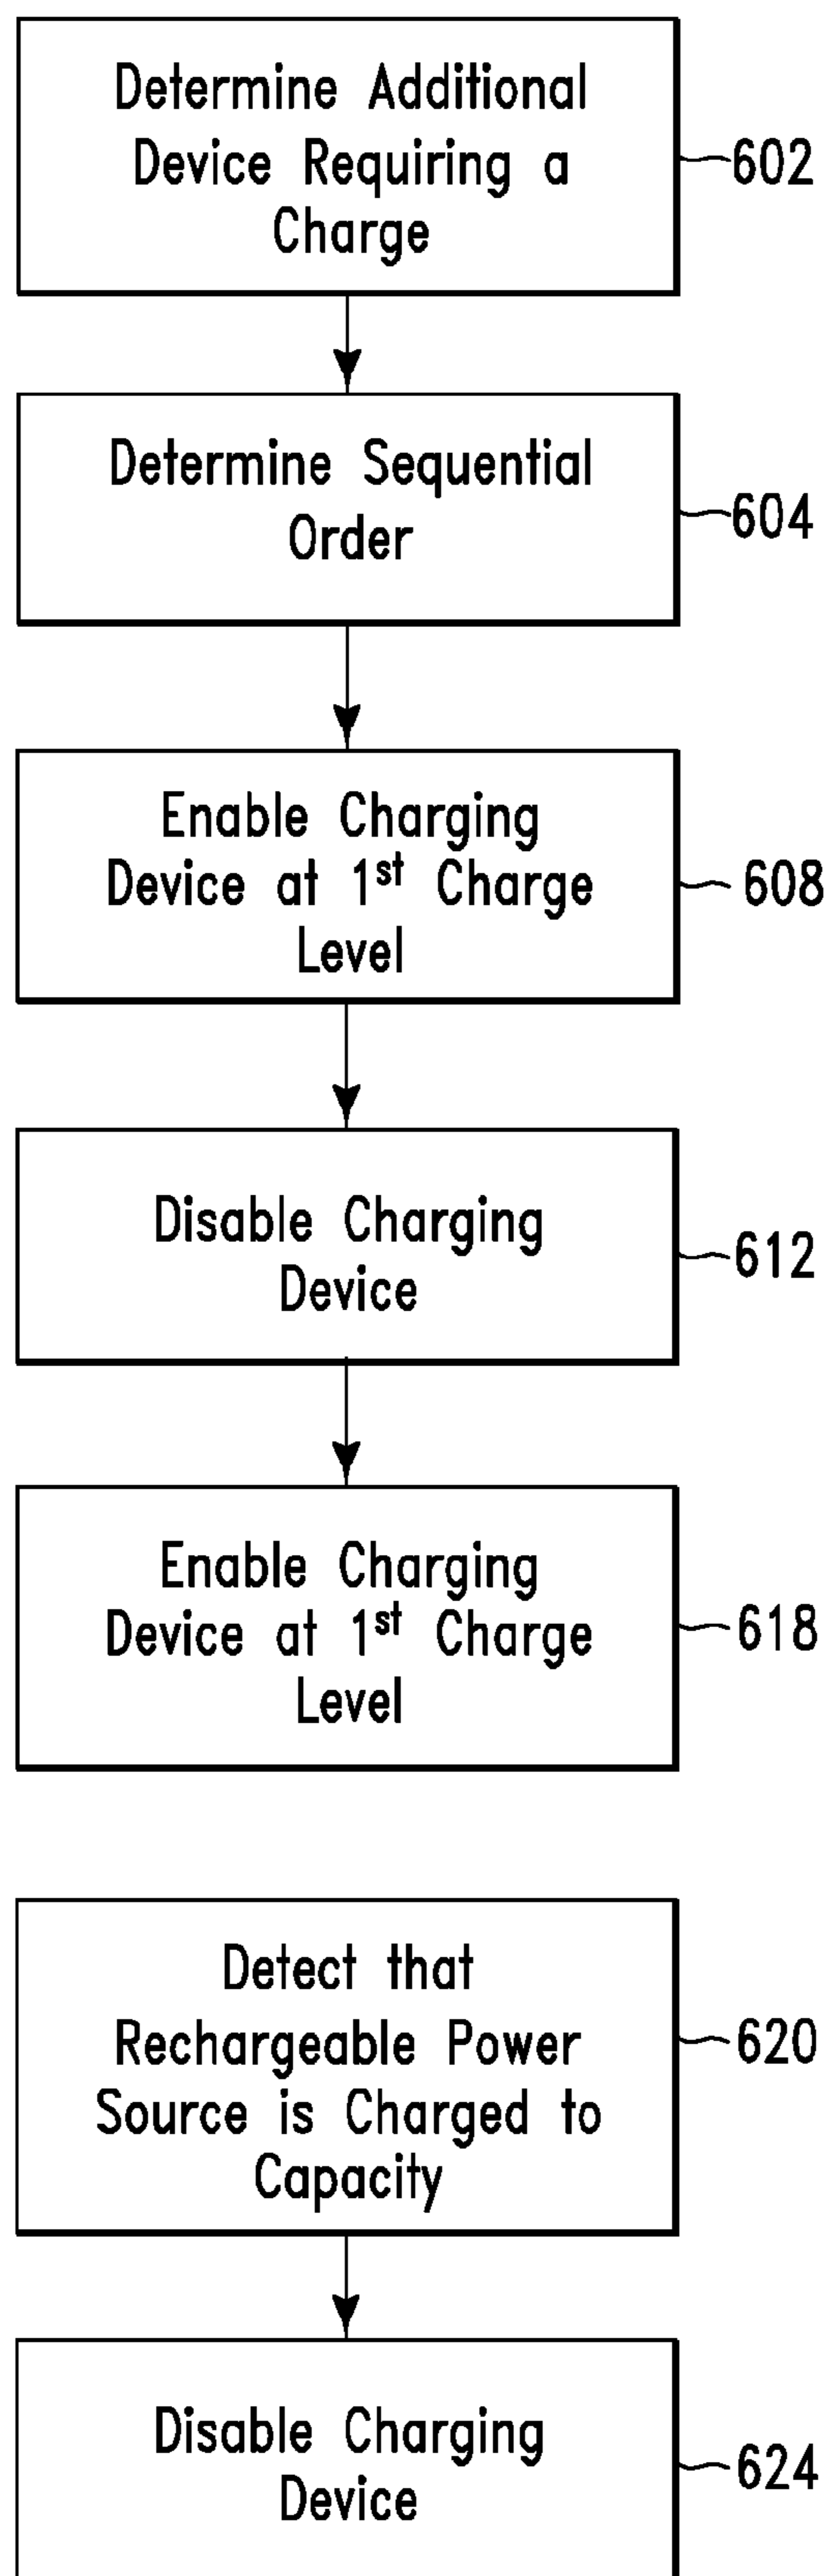 Determine Additional
Device Requiring a
Charge
602
Determine Sequential
Order
604
Enable Charging
Device at 1st Charge
Level
608
Disable Charging
Device
612
Enable Charging
Device at 1st Charge
Level
618
Detect that
Rechargeable Power
Source is Charged to
Capacity
620
Disable Charging
Device
624